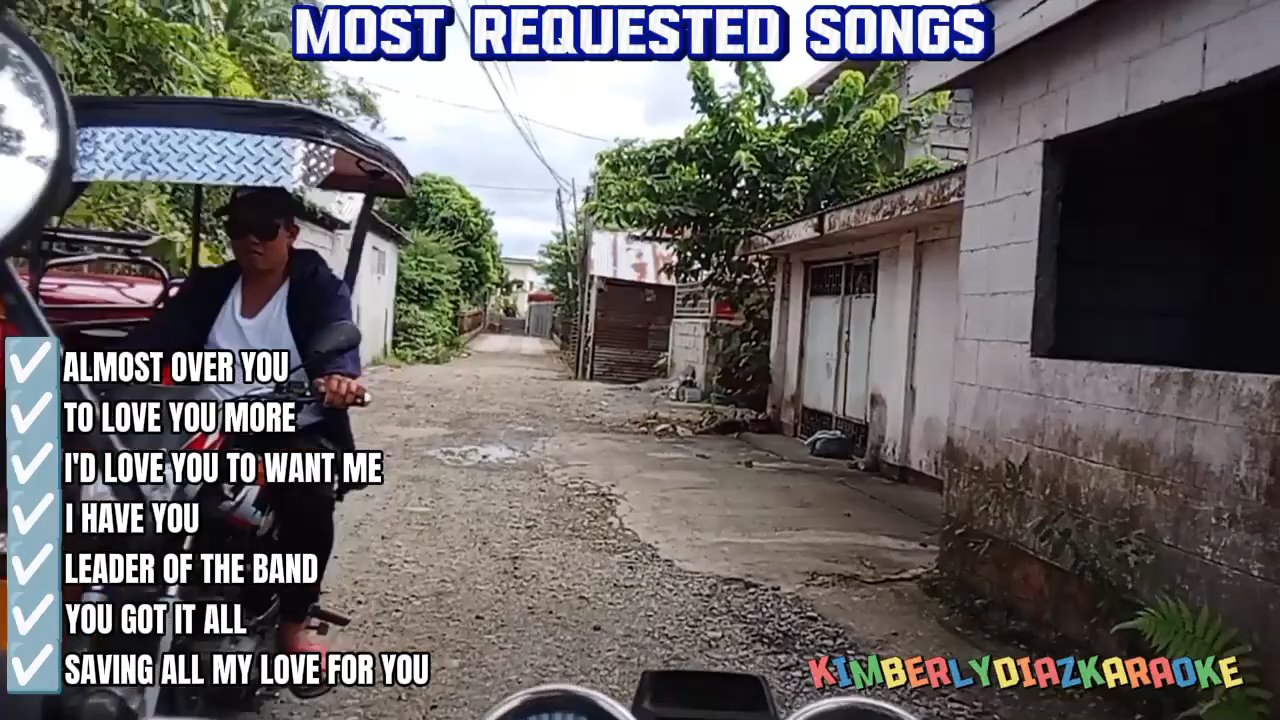 MOST REQUESTED SONGS
ALMOST OVER YOU
TO LOVE YOU MORE
I'D LOVE YOU TO WANT ME
I HAVE YOU
LEADER OF THE BAND
YOU GOT IT ALL
SAVING ALL MY LOVE FOR YOU
KIMBERLYDIAZKARAOKE